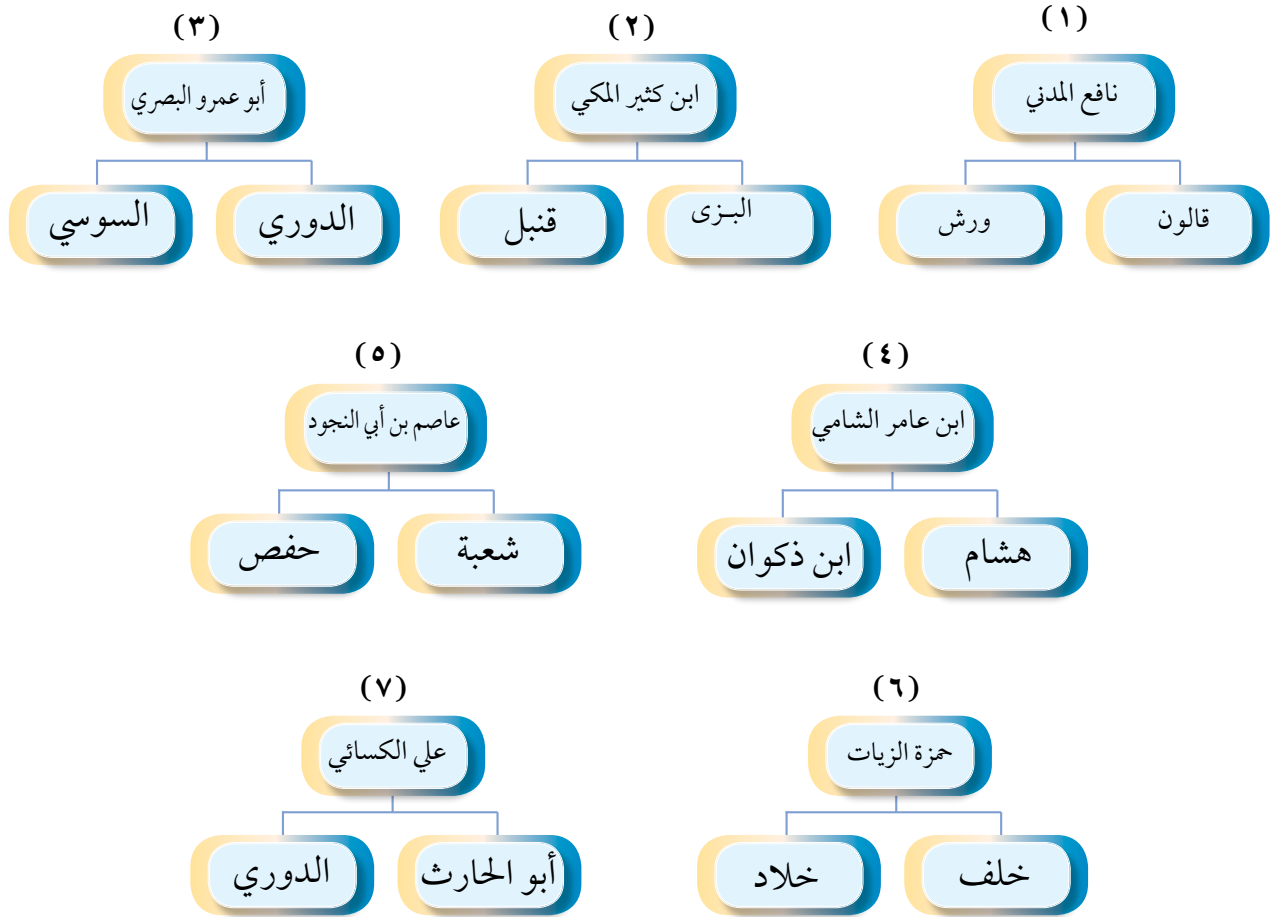 (١)
نافع المدني
قالون
ورش
(٢)
ابن كثير المكي
البـزى
قنبل
(٣)
أبو عمرو البصري
الدوري
السوسي
(٤)
ابن عامر الشامي
هشام
ابن ذكوان
(٥)
عاصم بن أبي النجود
شعبة
حفص
(٦)
حمزة الزيات
خلف
خلاد
(٧)
علي الكسائي
أبو الحارث
الدوري